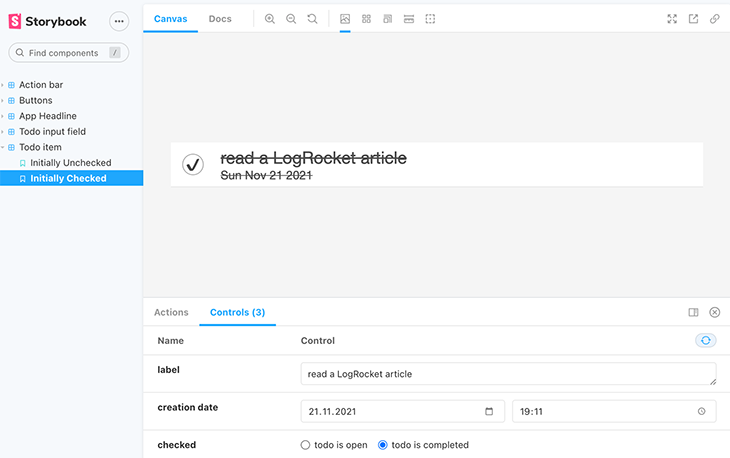 Storybook
Find components /
Action bar
Buttons
App Headline
Todo input field
Todo item
Initially Unchecked
Initially Checked
Canvas Docs
read a LogRocket article
Sun Nov 21 2021
Actions Controls (3)
Name Control
label read a LogRocket article
creation date 21.11.2021 19:11
checked todo is open todo is completed